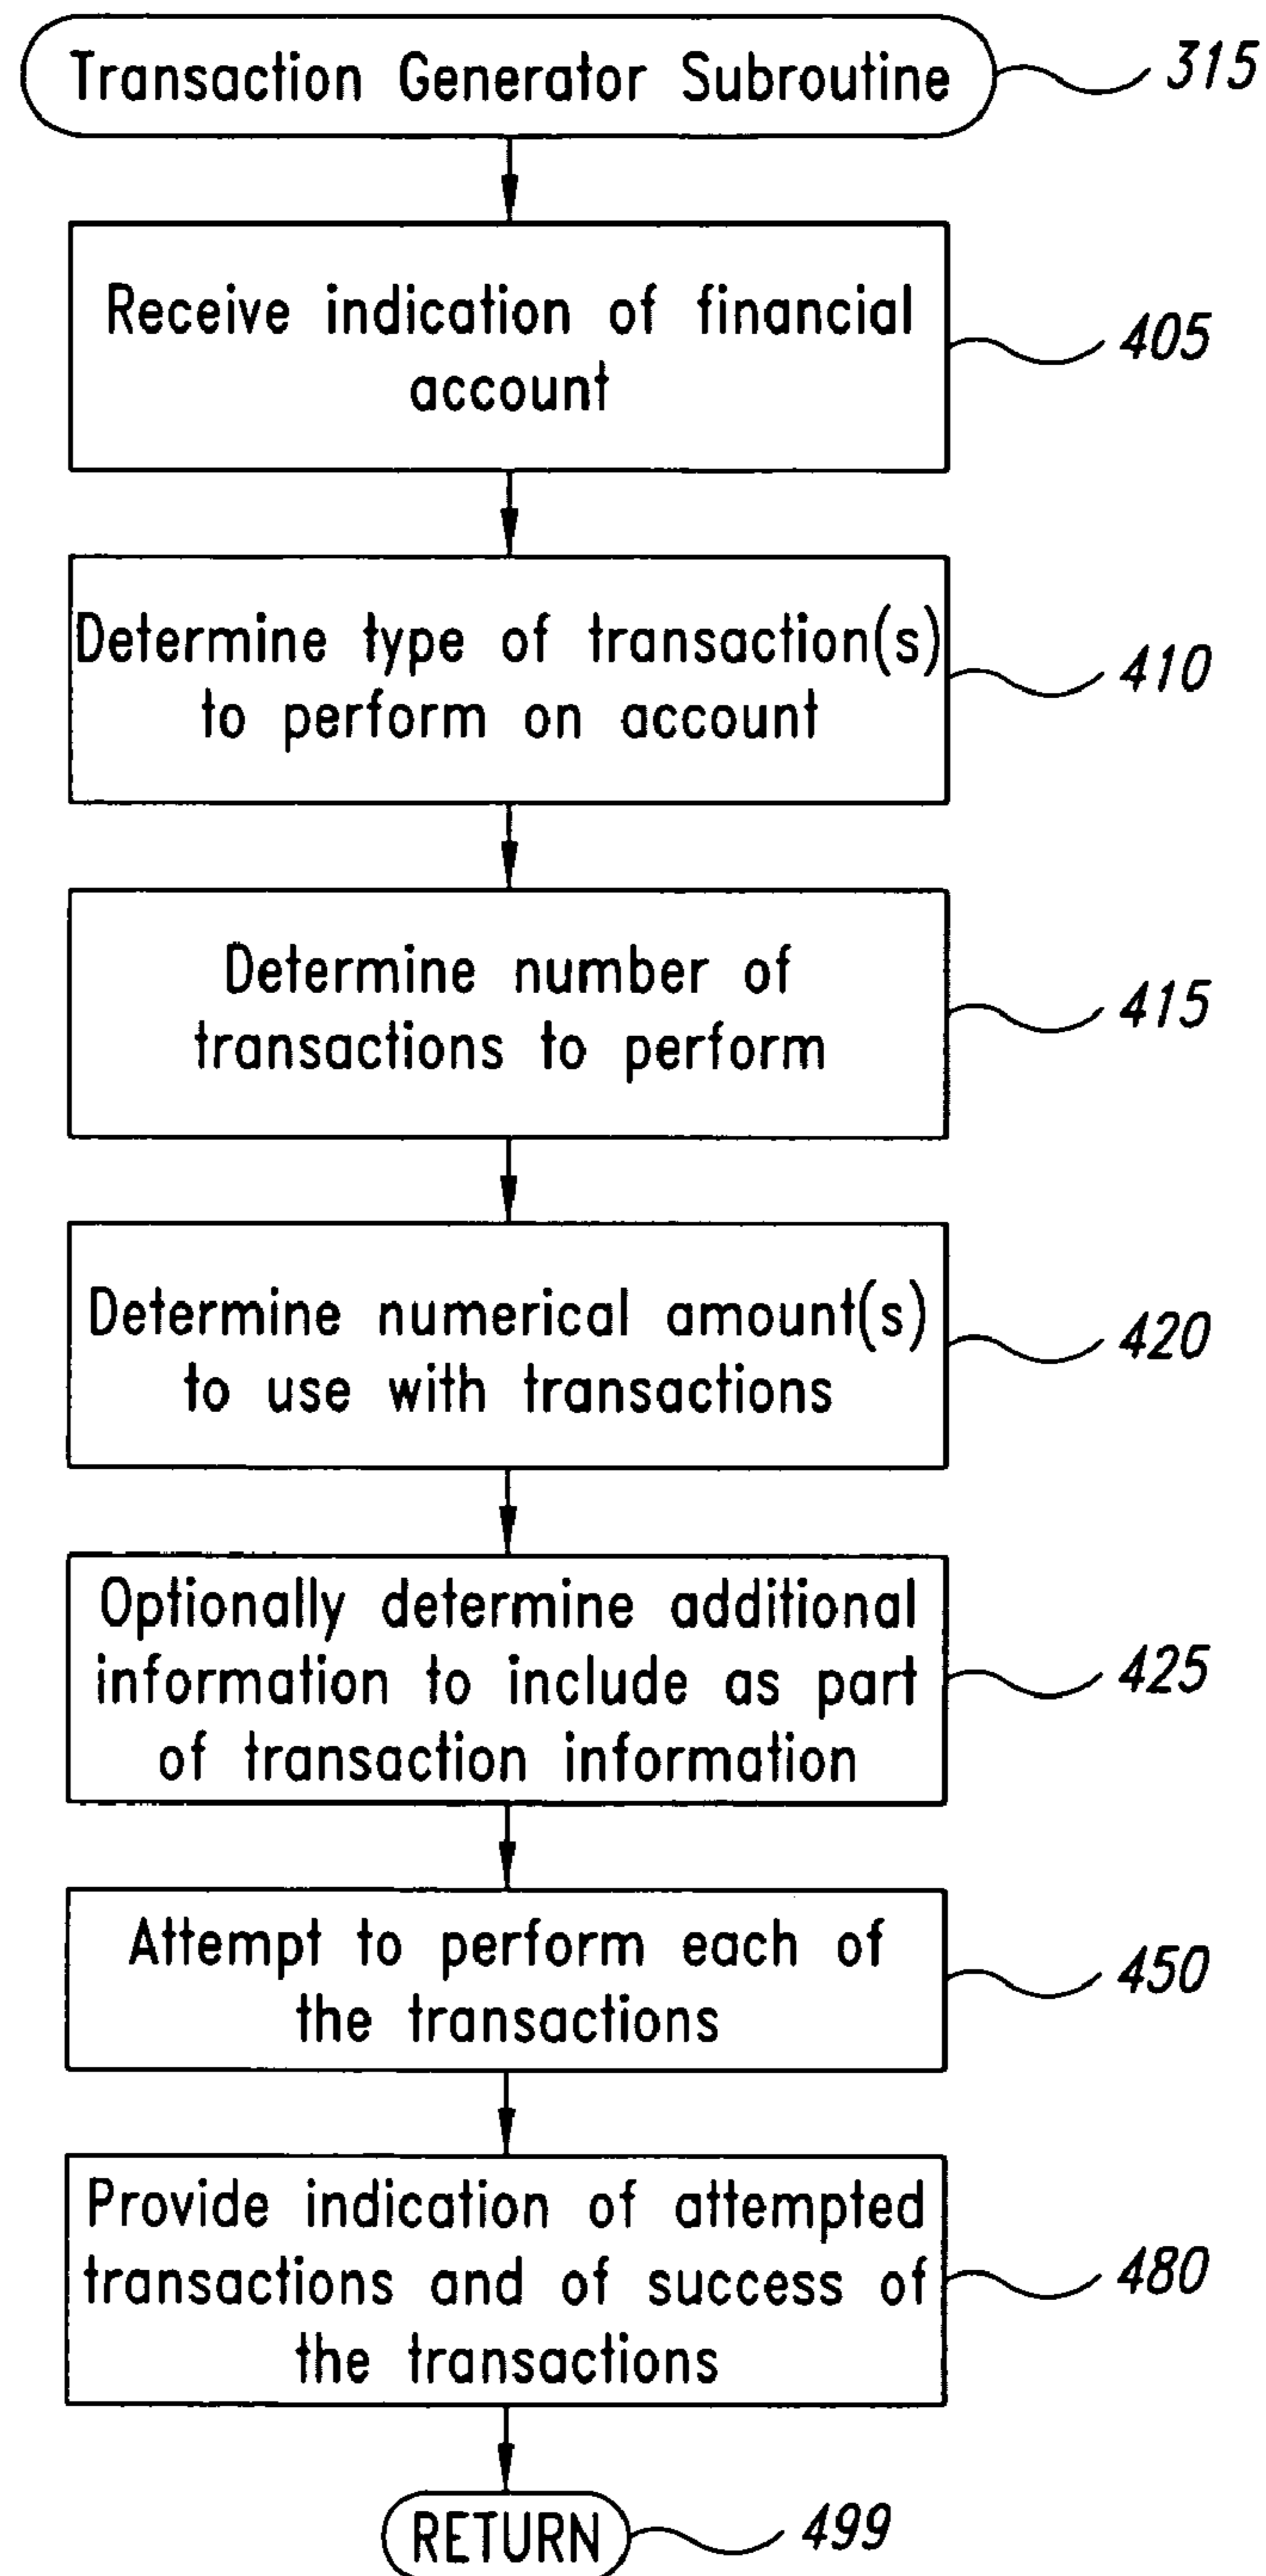 Transaction Generator Subroutine
315
Receive indication of financial
account
405
Determine type of transaction(s)
to perform on account
410
Determine number of
transactions to perform
415
Determine numerical amount(s)
to use with transactions
420
Optionally determine additional
information to include as part
of transaction information
425
Attempt to perform each of
the transactions
450
Provide indication of attempted
transactions and of success of
the transactions
480
RETURN
499